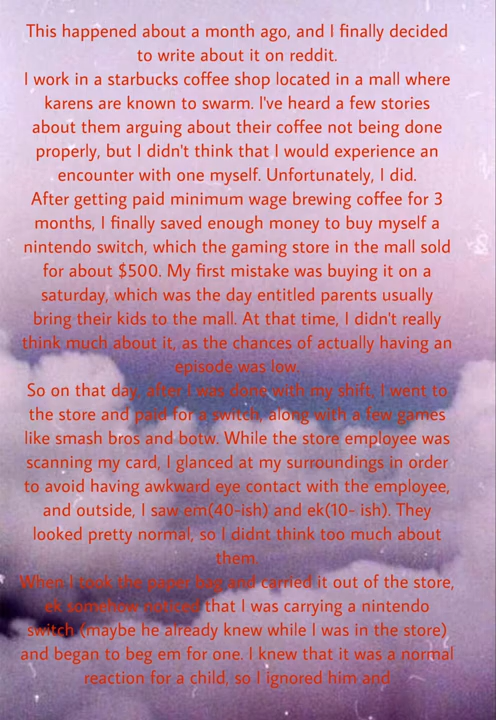 This happened about a month ago, and I finally decided
to write about it on reddit.
I work in a starbucks coffee shop located in a mall where
karens are known to swarm. I've heard a few stories
about them arguing about their coffee not being done
properly, but I didn't think that I would experience an
encounter with one myself. Unfortunately, I did.
After getting paid minimum wage brewing coffee for 3
months, I finally saved enough money to buy myself a
nintendo switch, which the gaming store in the mall sold
for about $500. My first mistake was buying it on a
saturday, which was the day entitled parents usually
bring their kids to the mall. At that time, I didn't really
think much about it, as the chances of actually having an
episode was low.
So on that day, after I was done with my shift, I went to
the store and paid for a switch, along with a few games
like smash bros and botw. While the store employee was
scanning my card, I glanced at my surroundings in order
to avoid having awkward eye contact with the employee,
and outside, I saw em(40-ish) and ek(10- ish). They
looked pretty normal, so I didnt think too much about
them.
When I took the paper bag and carried it out of the store,
ek somehow noticed that I was carrying a nintendo
switch (maybe he already knew while I was in the store)
and began to beg em for one. I knew that it was a normal
reaction for a child, so I ignored him and